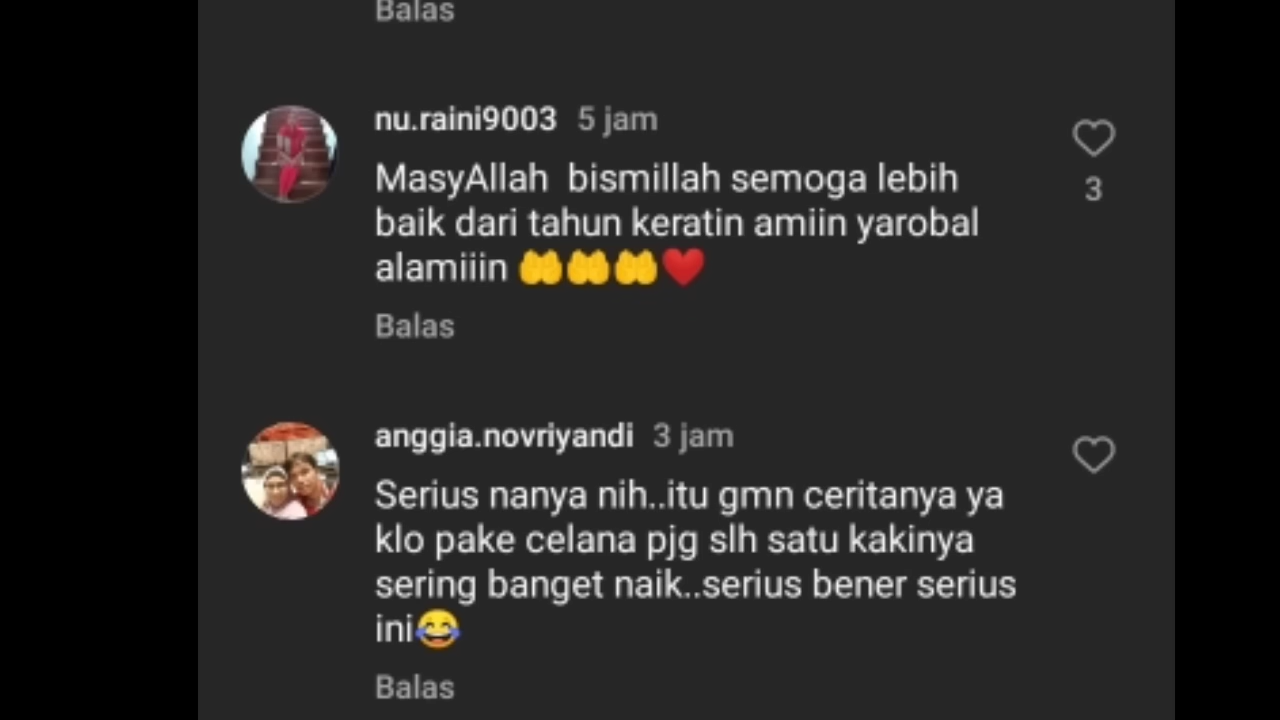 Balas
nu.raini9003 5 jam
MasyAllah bismillah semoga lebih
3
baik dari tahun keratin amiin yarobal
alamiiin 🤲🤲🤲❤️
Balas
anggia.novriyandi 3 jam
Serius nanya nih..itu gmn ceritanya ya
klo pake celana pjg slh satu kakinya
sering banget naik..serius bener serius
ini😂
Balas